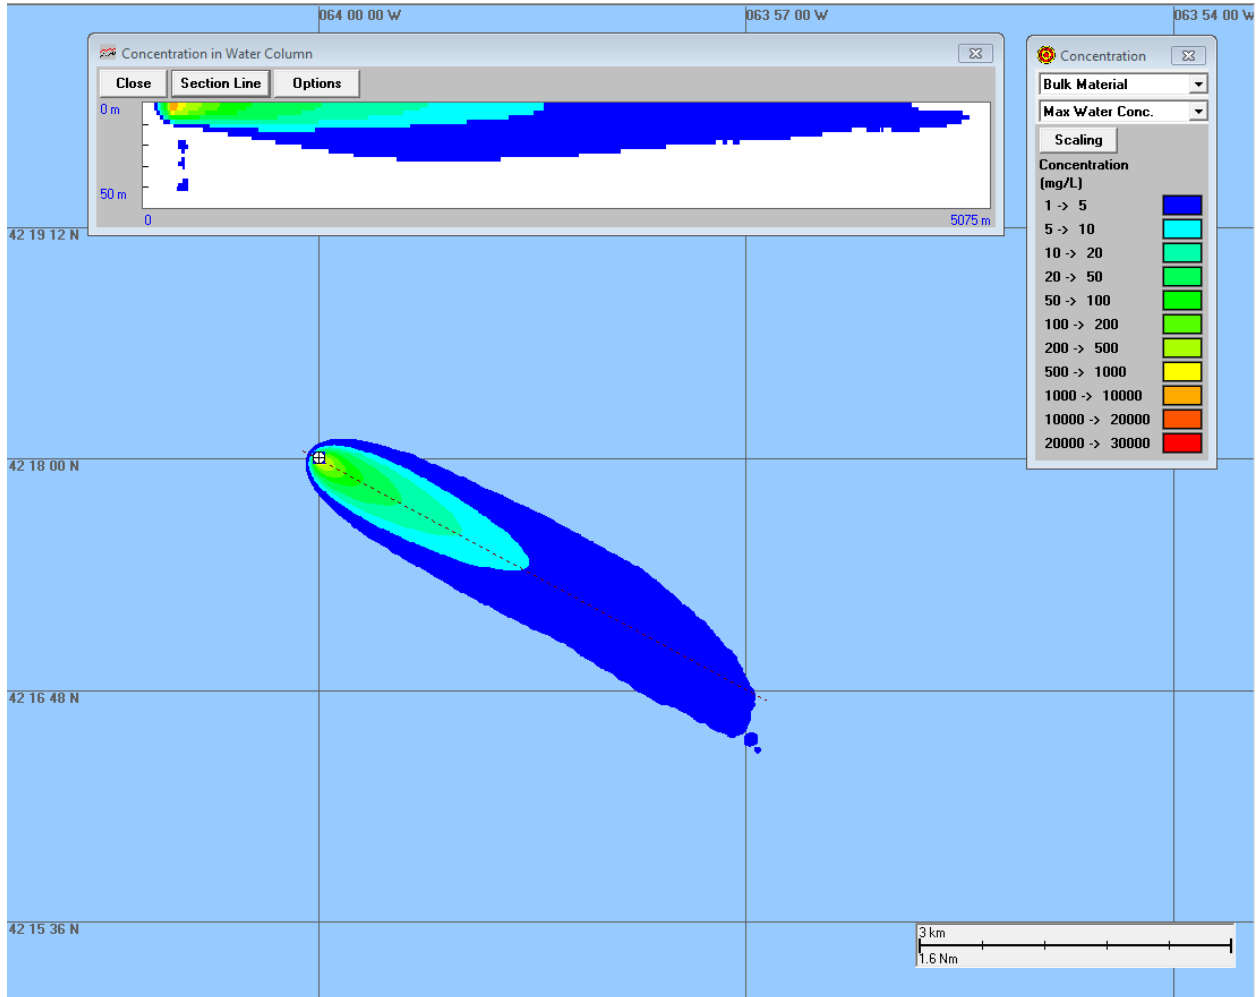 064 00 00 W
063 57 00 W
063 54 00 W
Concentration in Water Column
Close
Section Line
Options
0 m
50 m
0
5075 m
Concentration
Bulk Material
Max Water Conc.
Scaling
Concentration
(mg/L)
1 -> 5
5 -> 10
10 -> 20
20 -> 50
50 -> 100
100 -> 200
200 -> 500
500 -> 1000
1000 -> 10000
10000 -> 20000
20000 -> 30000
42 19 12 N
42 18 00 N
42 16 48 N
42 15 36 N
3 km
1.6 Nm